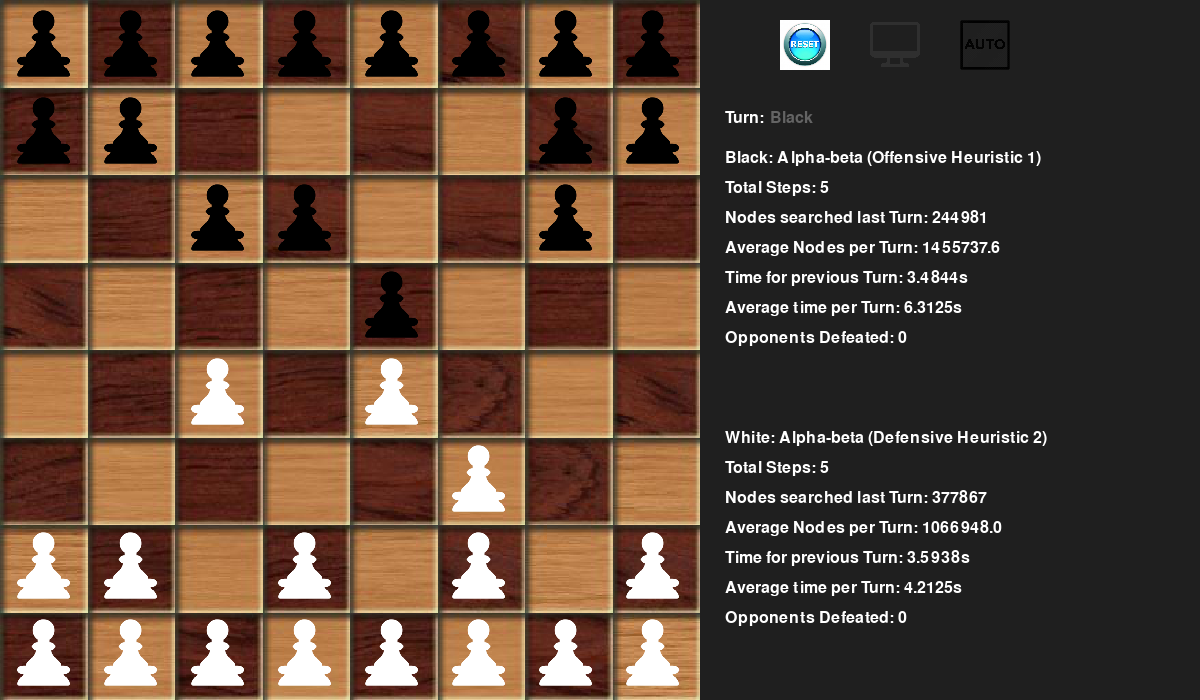 RESET
AUTO
Turn: Black
Black: Alpha-beta (Offensive Heuristic 1)
Total Steps: 5
Nodes searched last Turn: 244981
Average Nodes per Turn: 1455737.6
Time for previous Turn: 3.4844s
Average time per Turn: 6.3125s
Opponents Defeated: 0
White: Alpha-beta (Defensive Heuristic 2)
Total Steps: 5
Nodes searched last Turn: 377867
Average Nodes per Turn: 1066948.0
Time for previous Turn: 3.5938s
Average time per Turn: 4.2125s
Opponents Defeated: 0